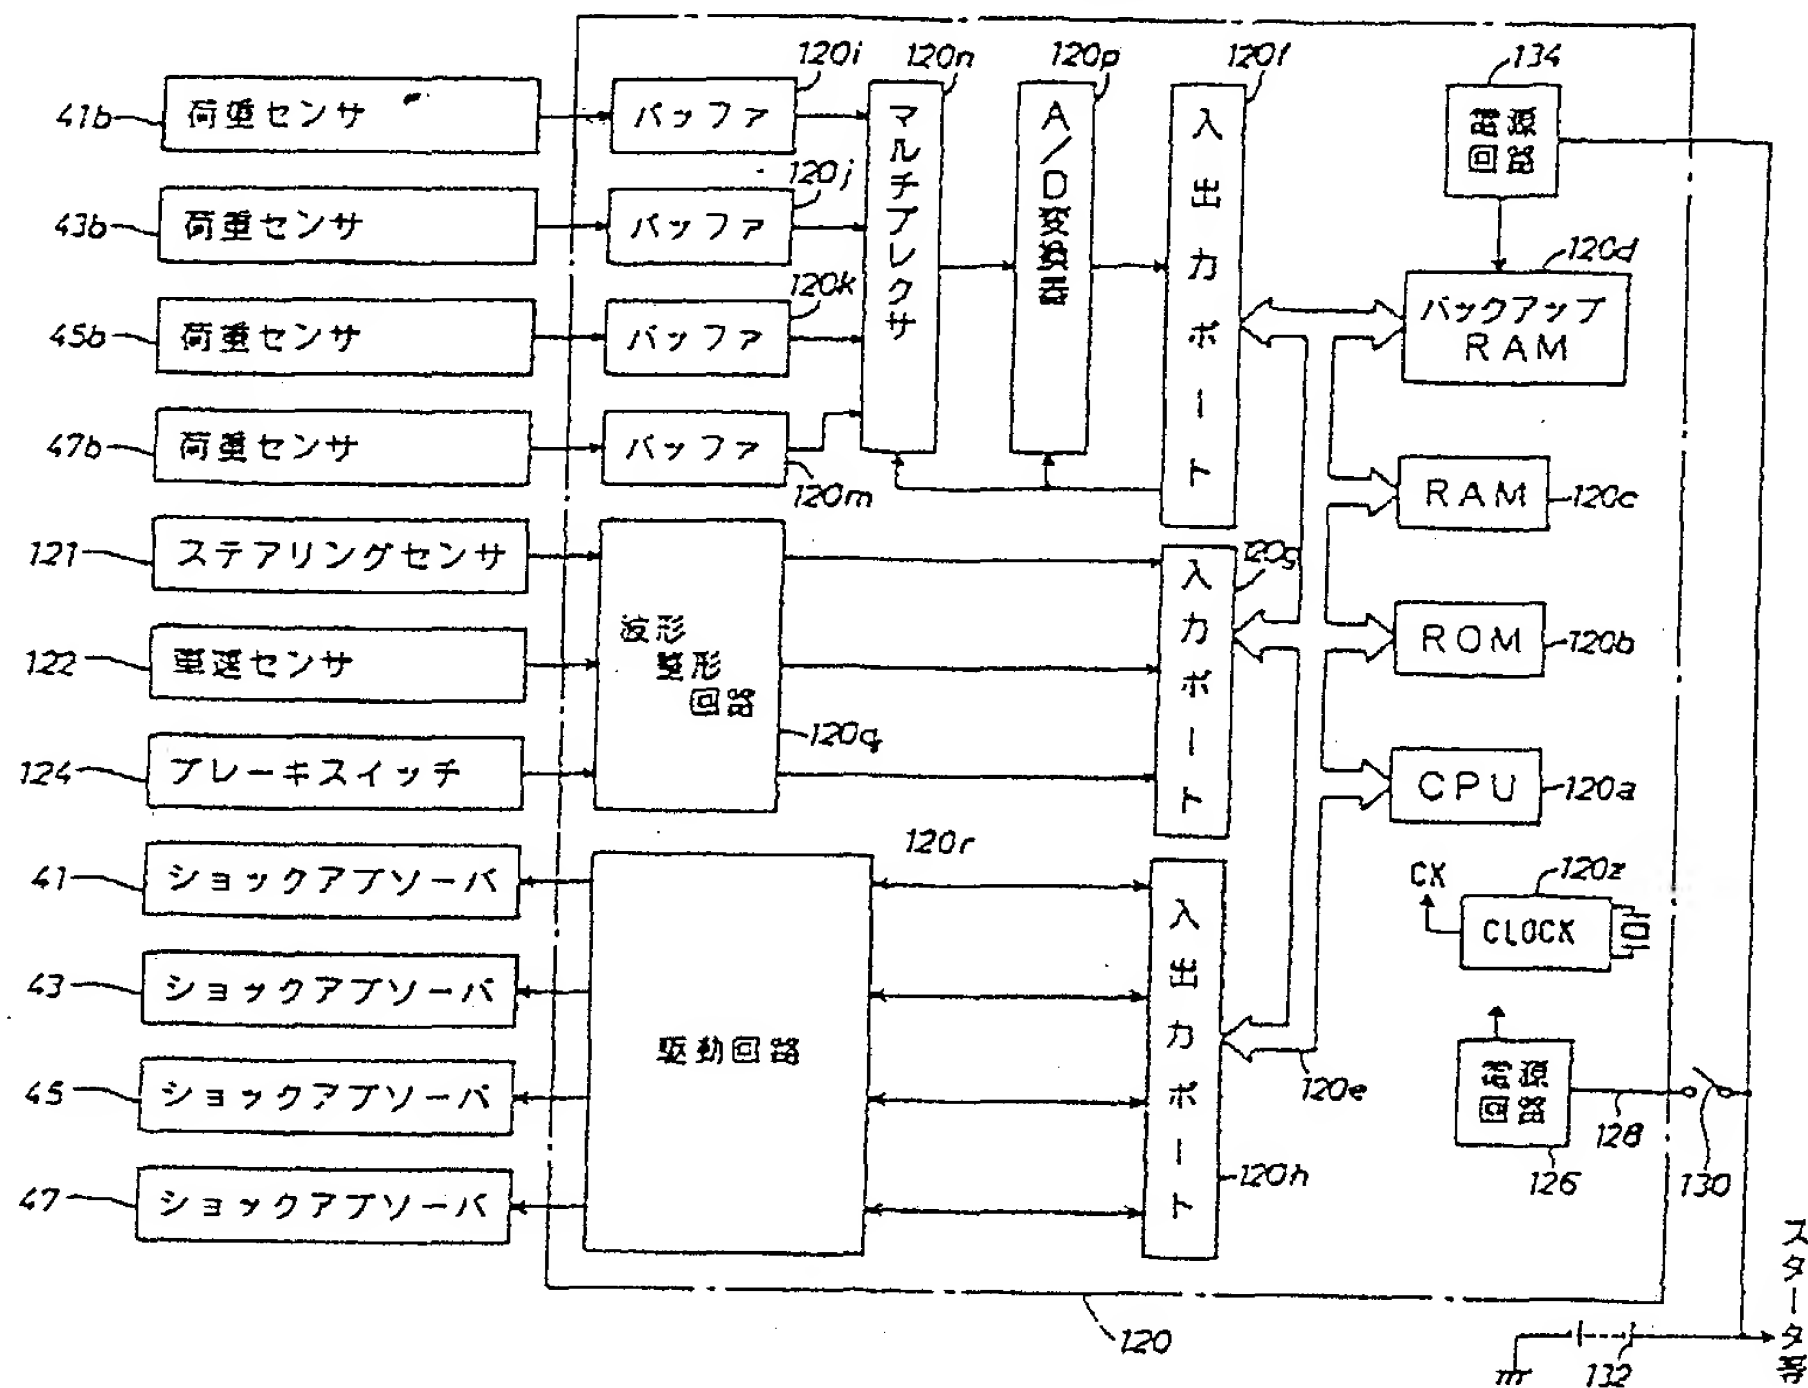 120i
120n
120p
120f
134
41b
荷重センサ
バッファ
マルチプレクサ
A/D変換器
入出力ポート
電源
回路
120j
43b
荷重センサ
バッファ
120d
バックアップ
RAM
120k
45b
荷重センサ
バッファ
47b
荷重センサ
バッファ
120m
RAM
120c
121
ステアリングセンサ
波形
整形
回路
120g
入力ポート
122
車速センサ
ROM
120b
120q
124
ブレーキスイッチ
CPU
120a
120r
41
ショックアブソーバ
駆動回路
入出力ポート
CK
120z
CLOCK
43
ショックアブソーバ
45
ショックアブソーバ
120e
電源
回路
128
126
130
47
ショックアブソーバ
120h
120
132
スタータ等